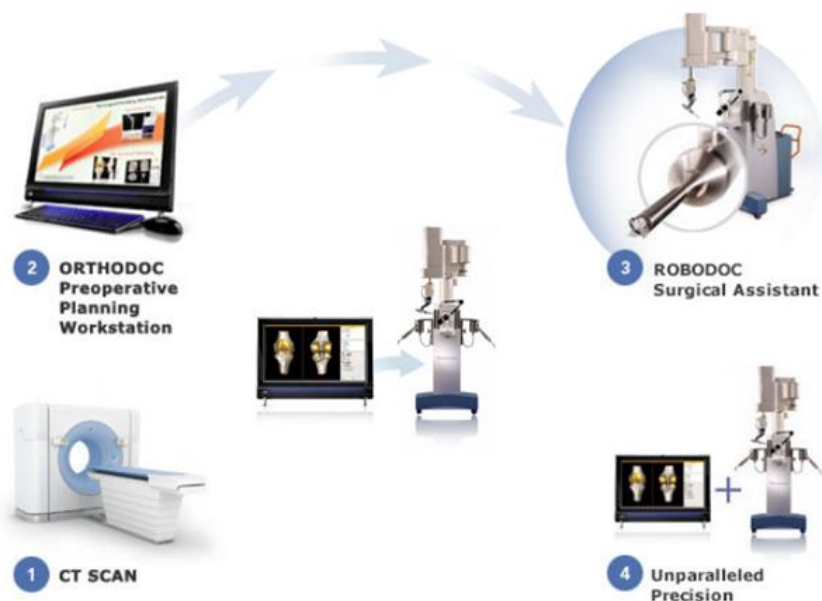 2 ORTHODOC
Preoperative
Planning
Workstation
3 ROBODOC
Surgical Assistant
1 CT SCAN
4 Unparalleled
Precision